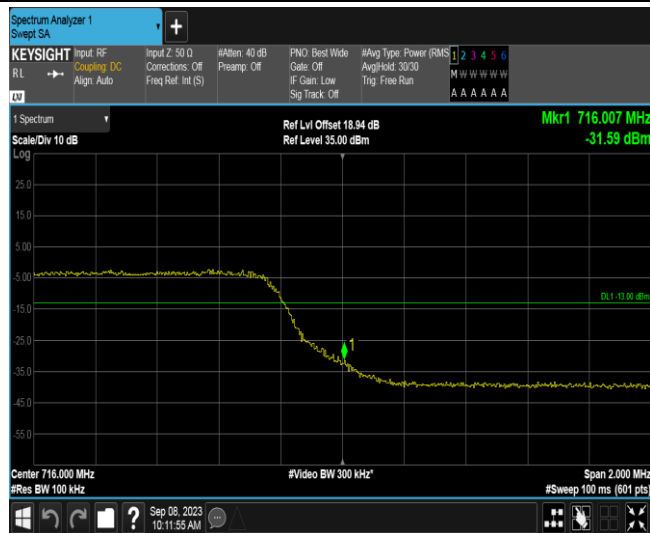 Spectrum Analyzer 1
Swept SA
+
KEYSIGHT
RL
LXI
Input: RF
Coupling: DC
Align: Auto
Input Z: 50 Ω
Corrections: Off
Freq Ref: Int (S)
#Atten: 40 dB
Preamp: Off
PNO: Best Wide
Gate: Off
IF Gain: Low
Sig Track: Off
#Avg Type: Power (RMS
Avg|Hold: 30/30
Trig: Free Run
1 2 3 4 5 6
M W W W W W
A A A A A A
1 Spectrum
Scale/Div 10 dB
Ref Lvl Offset 18.94 dB
Ref Level 35.00 dBm
Mkr1 716.007 MHz
-31.59 dBm
Log
25.0
15.0
5.00
-5.00
DL1 -13.00 dBm
-15.0
-25.0
1
-35.0
-45.0
-55.0
Center 716.000 MHz
#Video BW 300 kHz*
Span 2.000 MHz
#Res BW 100 kHz
#Sweep 100 ms (601 pts)
?
Sep 08, 2023
10:11:55 AM